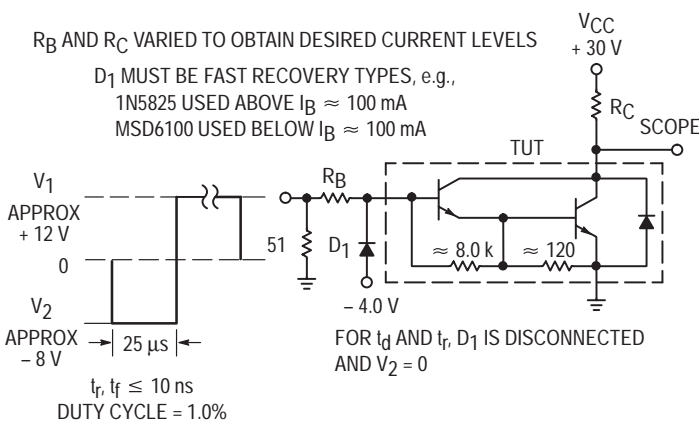 R_B AND R_C VARIED TO OBTAIN DESIRED CURRENT LEVELS
D_1 MUST BE FAST RECOVERY TYPES, e.g.,
1N5825 USED ABOVE I_B ≈ 100 mA
MSD6100 USED BELOW I_B ≈ 100 mA
V_CC
+ 30 V
R_C
SCOPE
TUT
V_1
APPROX
+ 12 V
0
V_2
APPROX
– 8 V
25 μs
t_r, t_f ≤ 10 ns
DUTY CYCLE = 1.0%
51
R_B
D_1
– 4.0 V
≈ 8.0 k
≈ 120
FOR t_d AND t_r, D_1 IS DISCONNECTED
AND V_2 = 0